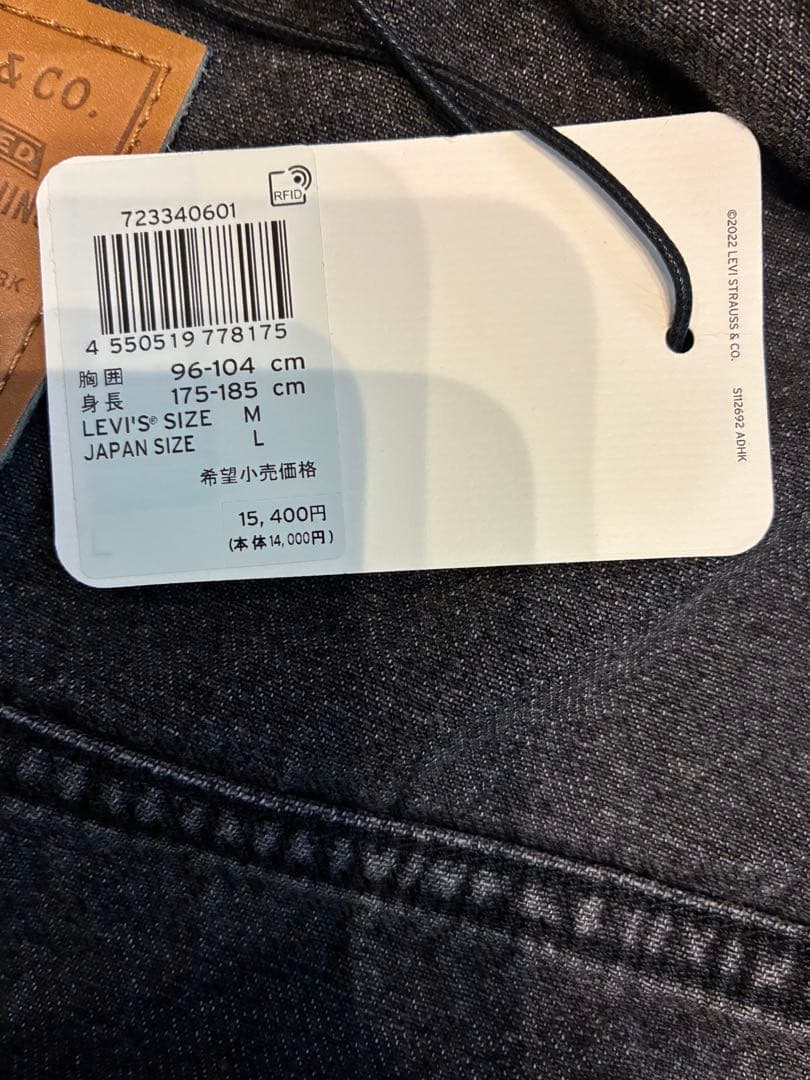 & CO.
ED
RFID
723340601
4 550519 778175
胸囲 96-104 cm
身長 175-185 cm
LEVI'S® SIZE M
JAPAN SIZE L
希望小売価格
15,400円
(本体14,000円)
©2022 LEVI STRAUSS & CO. S112692 ADHK